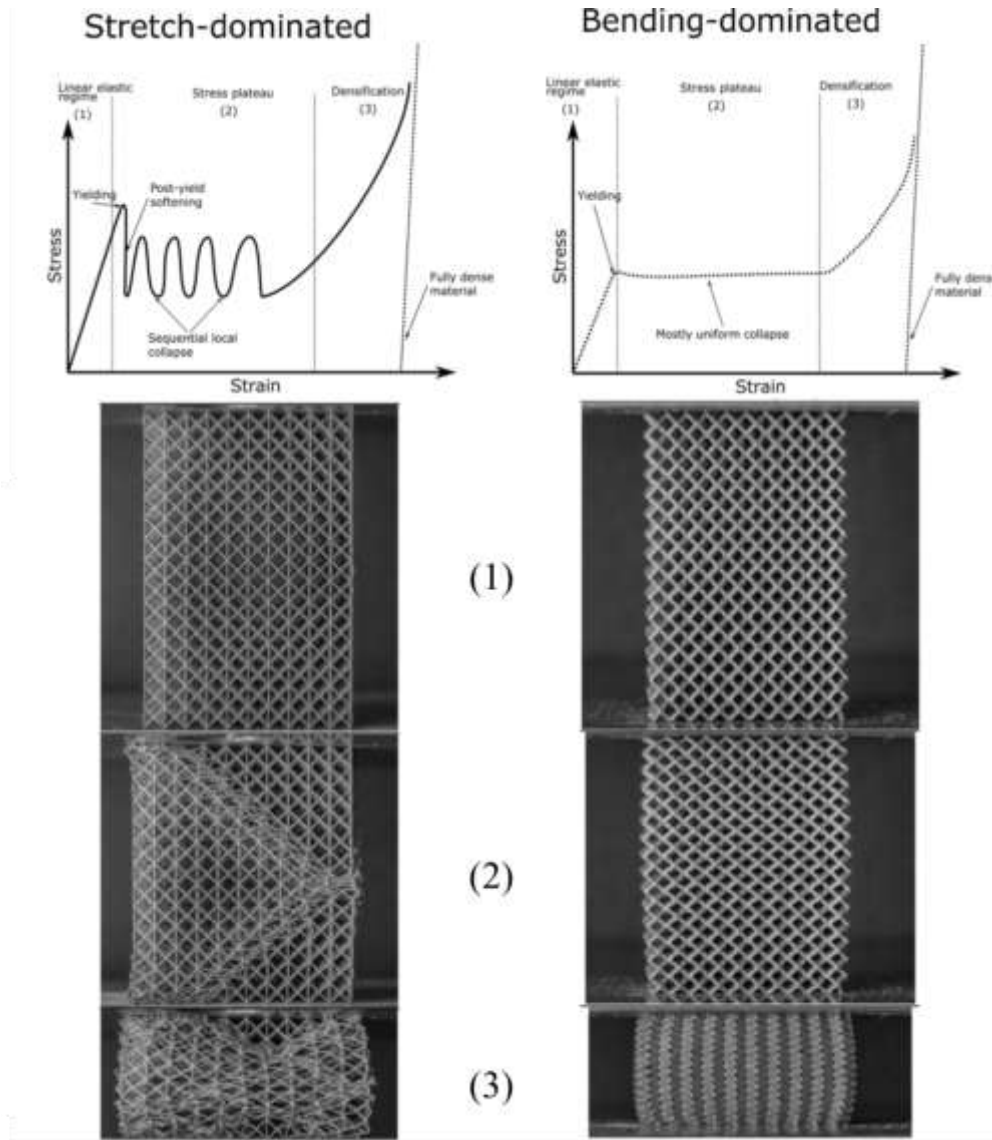 Stretch-dominated
Linear elastic
regime
(1)
Stress plateau
(2)
Densification
(3)
Yielding
Post-yield
softening
Stress
Sequential local
collapse
Fully dense
material
Strain
Bending-dominated
Linear elastic
regime
(1)
Stress plateau
(2)
Densification
(3)
Yielding
Stress
Mostly uniform collapse
Fully dense
material
Strain
(1)
(2)
(3)